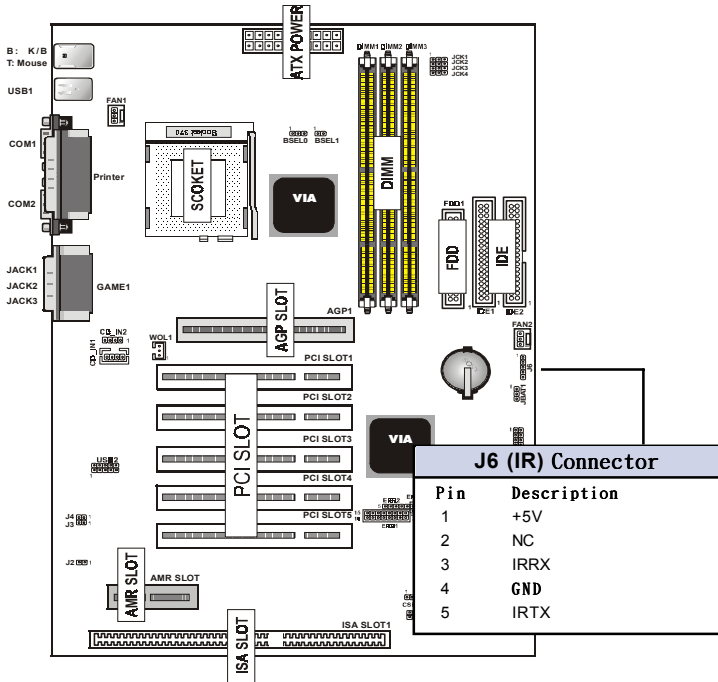 ATX POWER
B: K/B
T: Mouse
USB1
FAN1
DIMM1 DIMM2 DIMM3
JCK1
JCK2
JCK3
JCK4
COM1
Printer
COM2
Socket 370
SCOKET
BSEL0 BSEL1
VIA
DIMM
FDD1
FDD
IDE
IDE1 IDE2
JACK1
JACK2
JACK3
GAME1
AGP SLOT
AGP1
FAN2
CD_IN2
CD_IN1
WOL1
J6
JBAT1
PCI SLOT1
PCI SLOT2
PCI SLOT3
PCI SLOT4
PCI SLOT5
PCI SLOT
VIA
USB2
J4
J3
J2
AMR SLOT
AMR SLOT
ISA SLOT1
ISA SLOT
J6 (IR) Connector
Pin Description
1 +5V
2 NC
3 IRRX
4 GND
5 IRTX